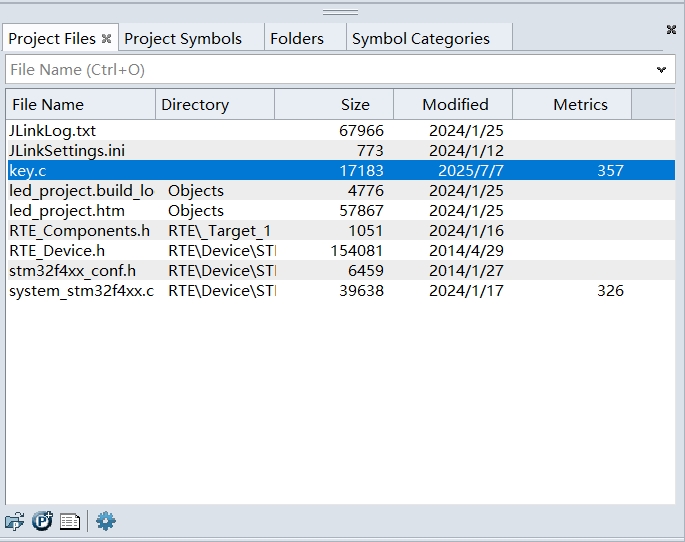 Project Files Project Symbols Folders Symbol Categories
File Name (Ctrl+O)
File Name Directory Size Modified Metrics
JLinkLog.txt 67966 2024/1/25
JLinkSettings.ini 773 2024/1/12
key.c 17183 2025/7/7 357
led_project.build_lo Objects 4776 2024/1/25
led_project.htm Objects 57867 2024/1/25
RTE_Components.h RTE\_Target_1 1051 2024/1/16
RTE_Device.h RTE\Device\STI 154081 2014/4/29
stm32f4xx_conf.h RTE\Device\STI 6459 2014/1/27
system_stm32f4xx.c RTE\Device\STI 39638 2024/1/17 326